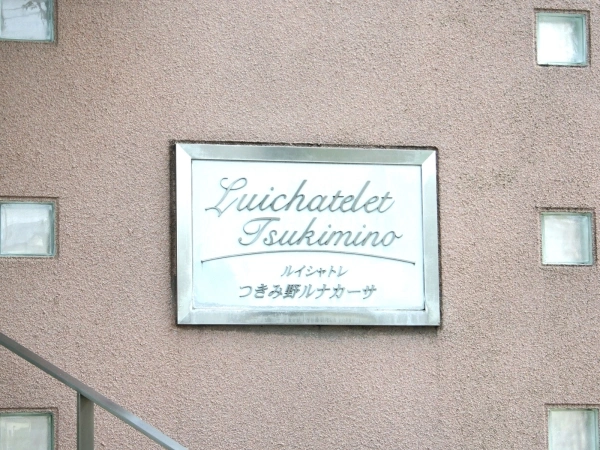 Luichatelet
Tsukimino
ルイシャトレ
つきみ野ルナカーサ